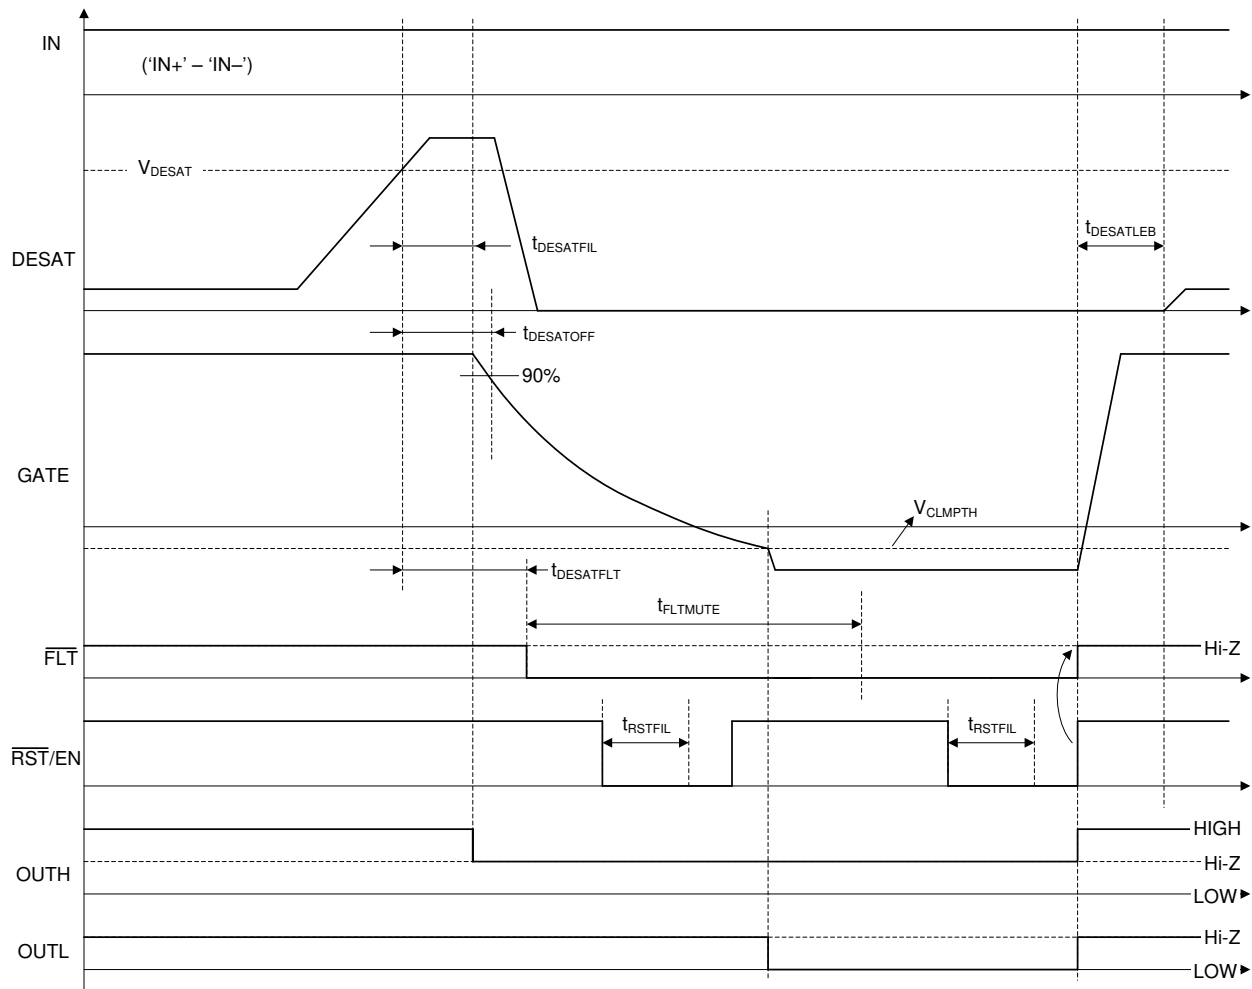 IN
(‘IN+’ – ‘IN–’)
VDESAT
tDESATLEB
tDESATFIL
DESAT
tDESATOFF
90%
GATE
VCLMPTH
tDESATFLT
tFLTMUTE
FLT
Hi-Z
tRSTFIL
tRSTFIL
RST/EN
HIGH
Hi-Z
OUTH
LOW
Hi-Z
OUTL
LOW